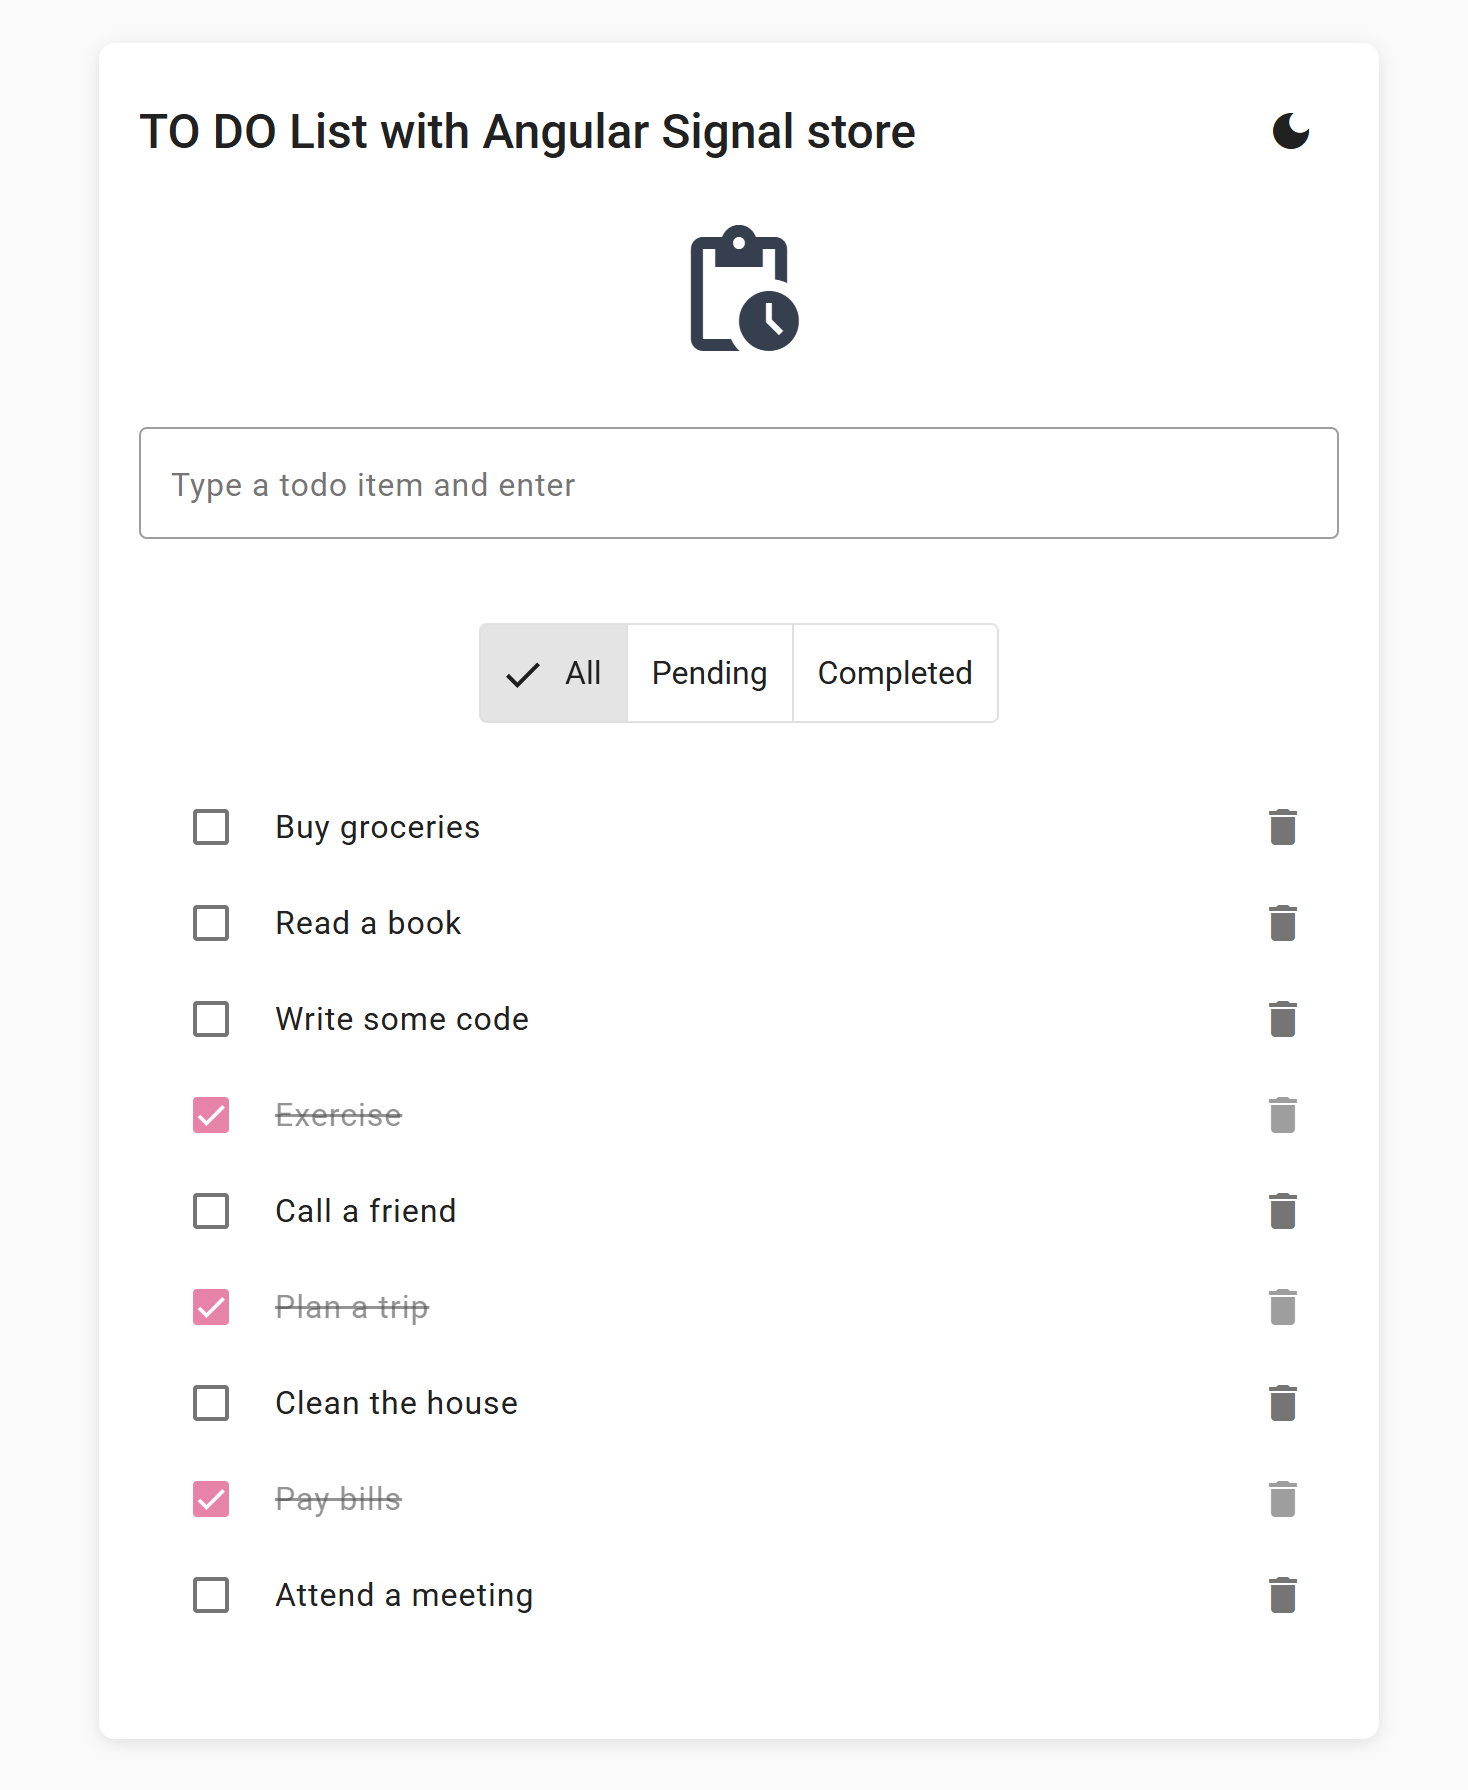 TO DO List with Angular Signal store
Type a todo item and enter
All Pending Completed
Buy groceries
Read a book
Write some code
Exercise
Call a friend
Plan a trip
Clean the house
Pay bills
Attend a meeting